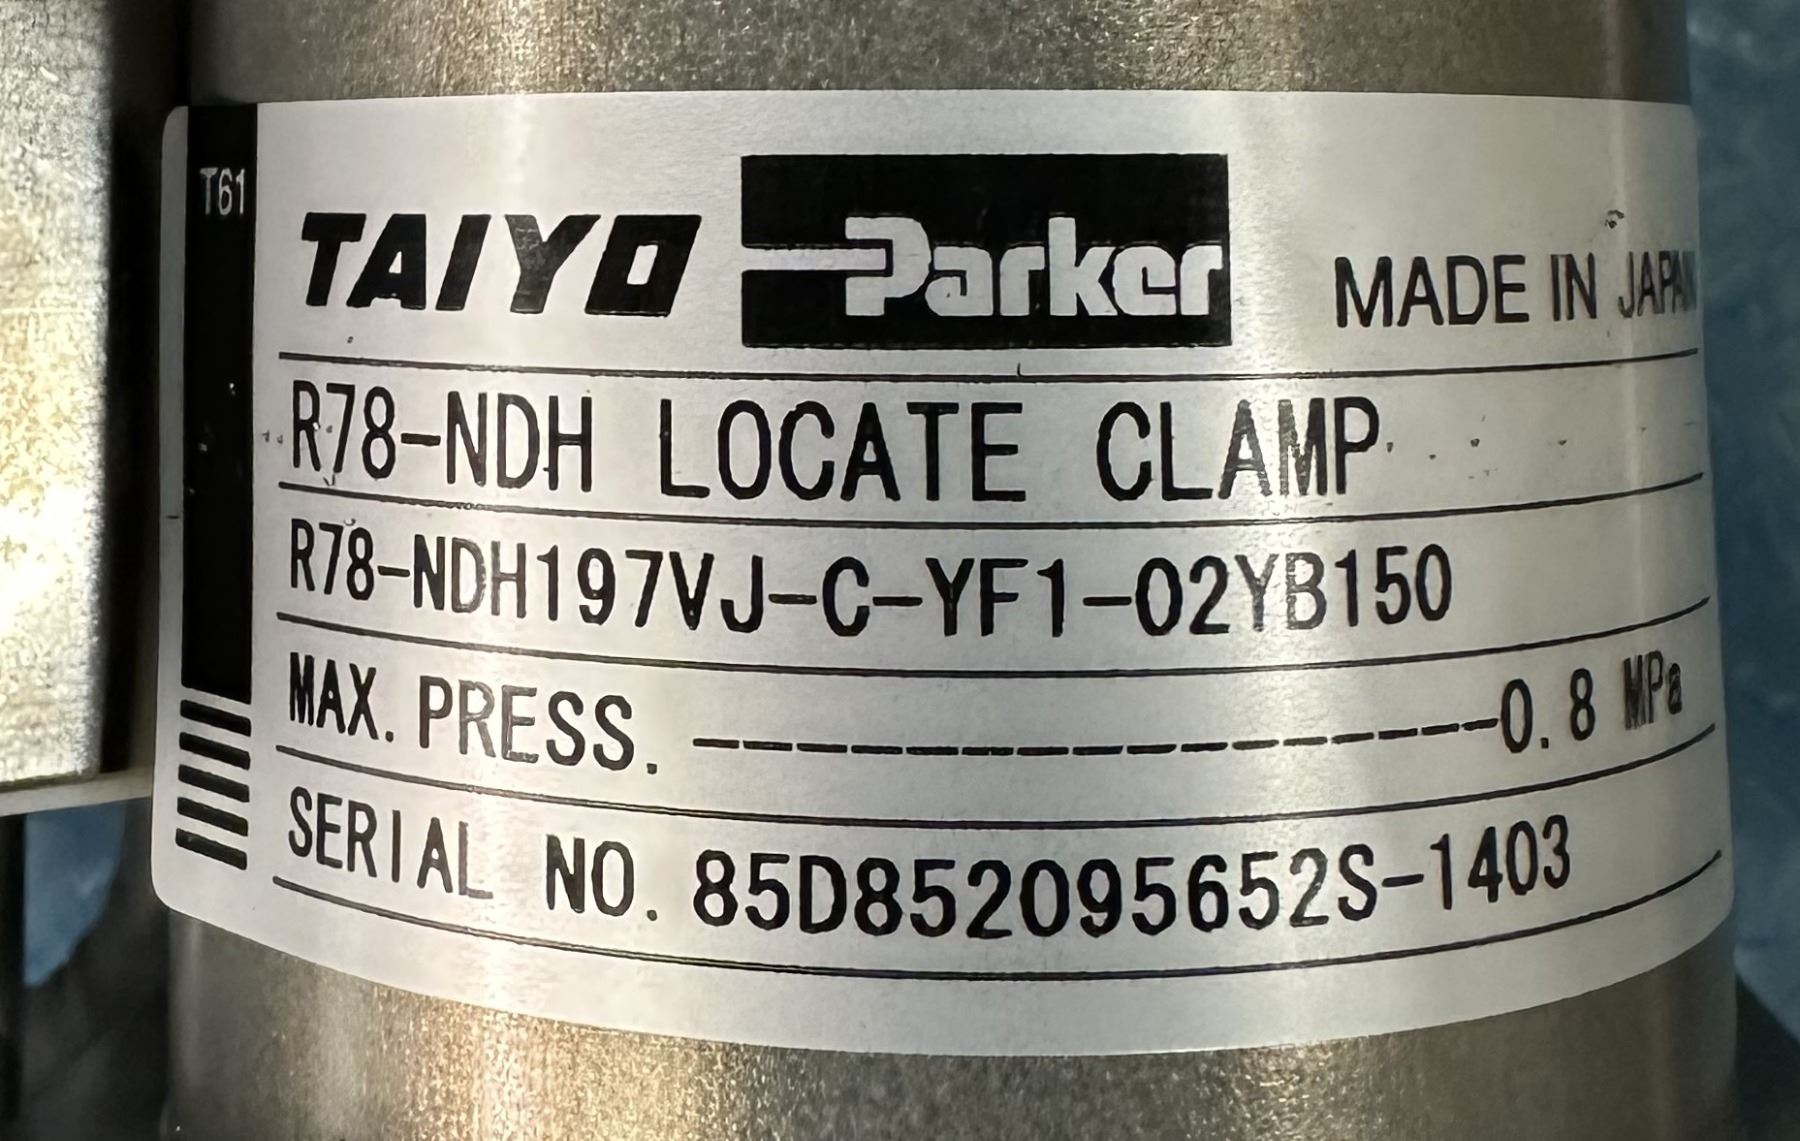 T61
TAIYO Parker MADE IN JAPAN
R78-NDH LOCATE CLAMP
R78-NDH197VJ-C-YF1-02YB150
MAX. PRESS. --------------------0.8 MPa
SERIAL NO. 85D852095652S-1403